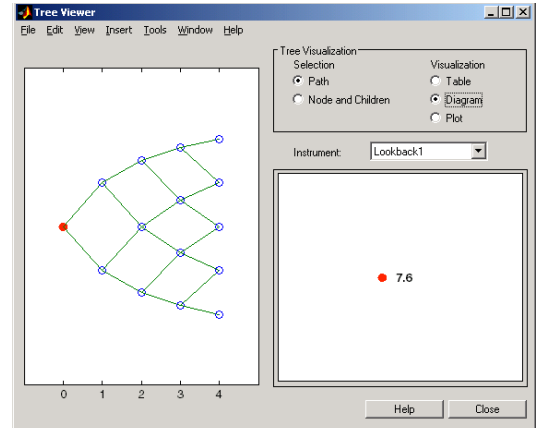 Tree Viewer
File Edit View Insert Tools Window Help
Tree Visualization
Selection
Path
Node and Children
Visualization
Table
Diagram
Plot
Instrument: Lookback1
7.6
0 1 2 3 4
Help Close